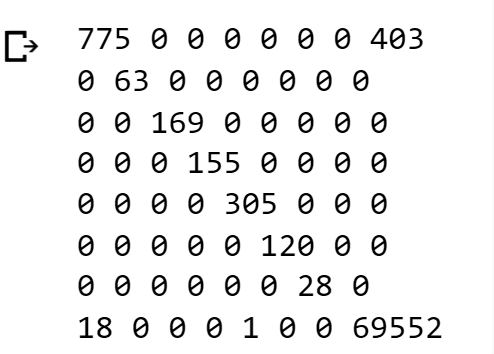 775 0 0 0 0 0 0 403
0 63 0 0 0 0 0 0
0 0 169 0 0 0 0 0
0 0 0 155 0 0 0 0
0 0 0 0 305 0 0 0
0 0 0 0 0 120 0 0
0 0 0 0 0 0 28 0
18 0 0 0 1 0 0 69552